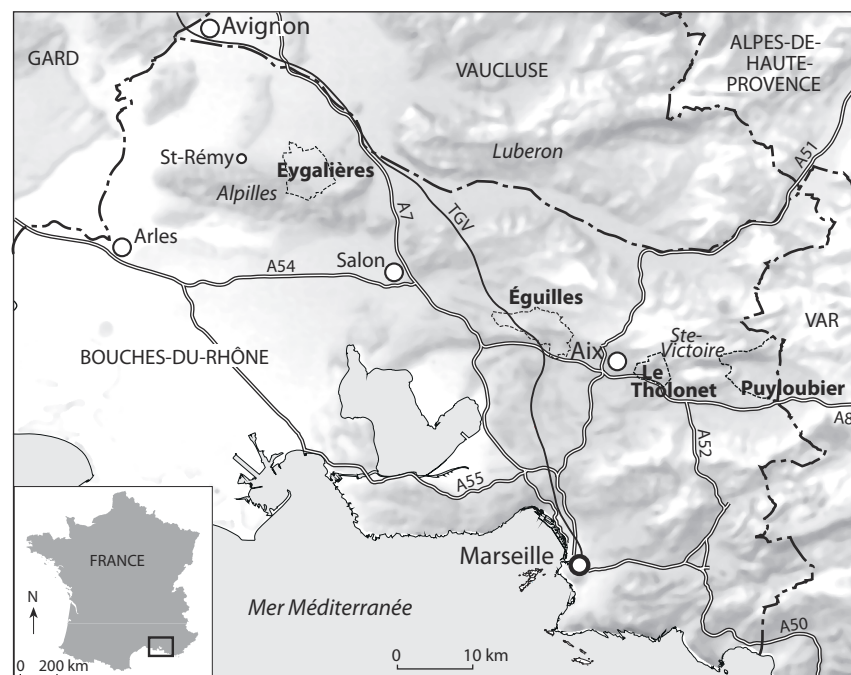 Avignon
GARD
VAUCLUSE
ALPES-DE-
HAUTE-
PROVENCE
St-Rémy
Eygalières
Alpilles
Luberon
A51
A7
TGV
Arles
Salon
A54
Éguilles
Aix
Ste-
Victoire
VAR
BOUCHES-DU-RHÔNE
Le
Tholonet
Puyloubier
A8
A52
A55
Marseille
FRANCE
N
Mer Méditerranée
A50
0 200 km
0 10 km